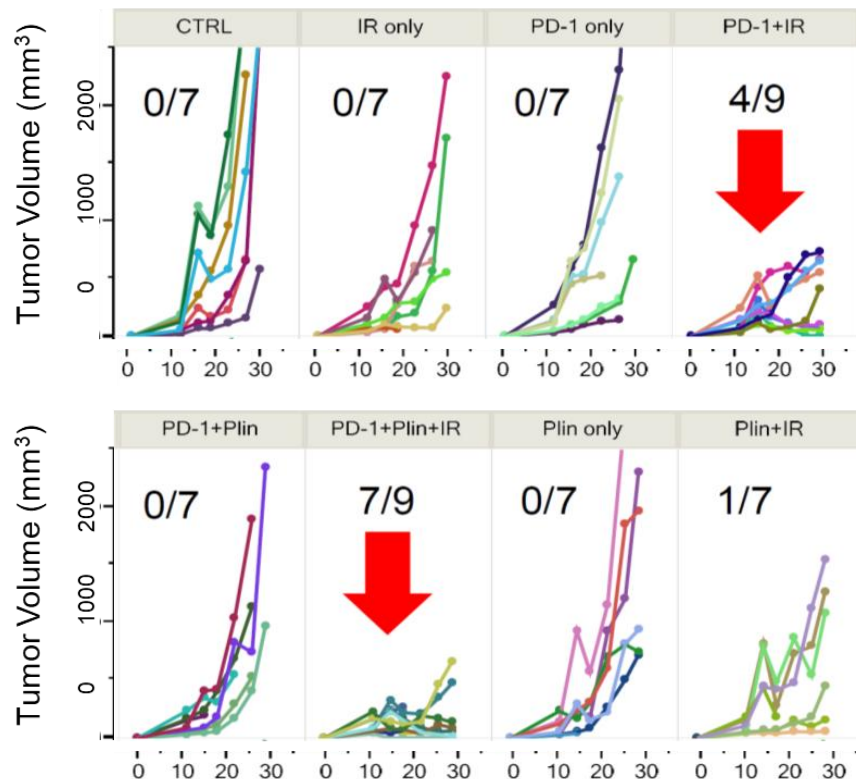 CTRL IR only PD-1 only PD-1+IR
Tumor Volume (mm³)
2000
1000
0
0/7 0/7 0/7 4/9
0 10 20 30 0 10 20 30 0 10 20 30 0 10 20 30
PD-1+Plin PD-1+Plin+IR Plin only Plin+IR
Tumor Volume (mm³)
2000
1000
0
0/7 7/9 0/7 1/7
0 10 20 30 0 10 20 30 0 10 20 30 0 10 20 30